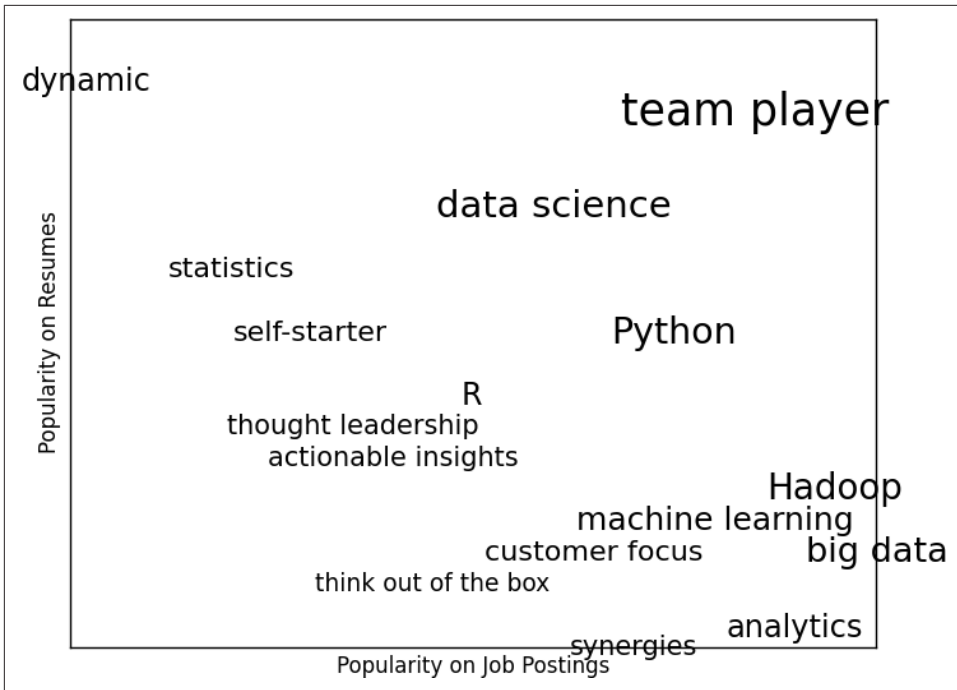 dynamic
team player
data science
statistics
self-starter
Python
R
thought leadership
actionable insights
Hadoop
machine learning
customer focus
big data
think out of the box
analytics
synergies
Popularity on Job Postings
Popularity on Resumes